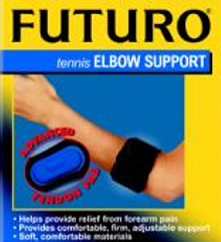 FUTURO®
tennis ELBOW SUPPORT
ADVANCED
TENDON PAD
• Helps provide relief from forearm pain
• Provides comfortable, firm, adjustable support
• Soft, comfortable materials